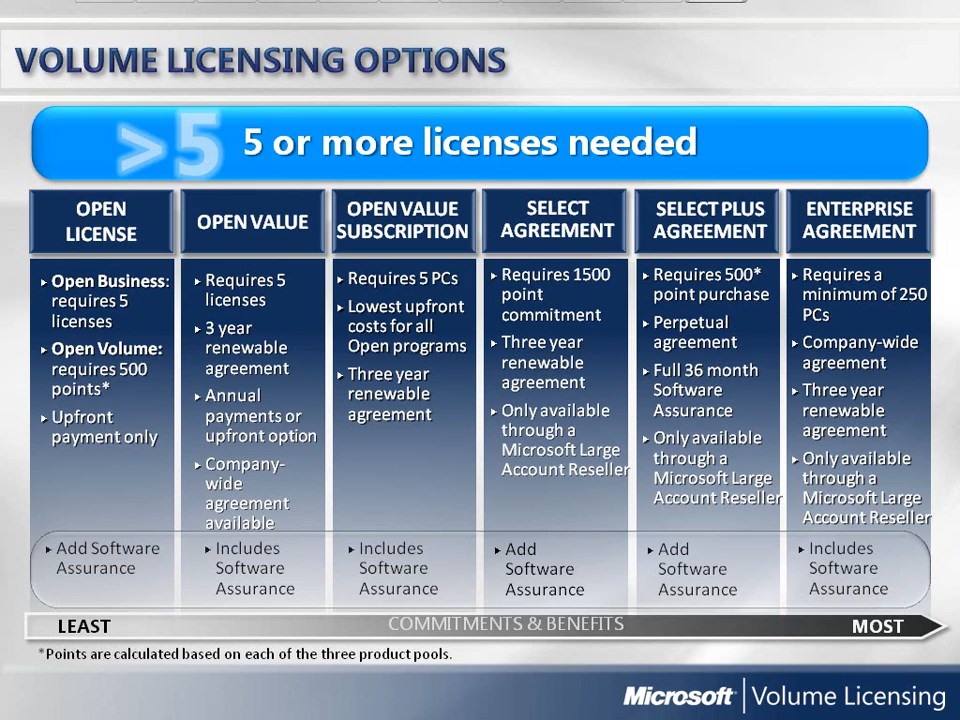 VOLUME LICENSING OPTIONS
>5 5 or more licenses needed
OPEN
LICENSE
▸ Open Business:
requires 5
licenses
▸ Open Volume:
requires 500
points*
▸ Upfront
payment only
▸ Add Software
Assurance
OPEN VALUE
▸ Requires 5
licenses
▸ 3 year
renewable
agreement
▸ Annual
payments or
upfront option
▸ Company-
wide
agreement
available
▸ Includes
Software
Assurance
OPEN VALUE
SUBSCRIPTION
▸ Requires 5 PCs
▸ Lowest upfront
costs for all
Open programs
▸ Three year
renewable
agreement
▸ Includes
Software
Assurance
SELECT
AGREEMENT
▸ Requires 1500
point
commitment
▸ Three year
renewable
agreement
▸ Only available
through a
Microsoft Large
Account Reseller
▸ Add
Software
Assurance
SELECT PLUS
AGREEMENT
▸ Requires 500*
point purchase
▸ Perpetual
agreement
▸ Full 36 month
Software
Assurance
▸ Only available
through a
Microsoft Large
Account Reseller
▸ Add
Software
Assurance
ENTERPRISE
AGREEMENT
▸ Requires a
minimum of 250
PCs
▸ Company-wide
agreement
▸ Three year
renewable
agreement
▸ Only available
through a
Microsoft Large
Account Reseller
▸ Includes
Software
Assurance
LEAST COMMITMENTS & BENEFITS MOST
*Points are calculated based on each of the three product pools.
Microsoft | Volume Licensing